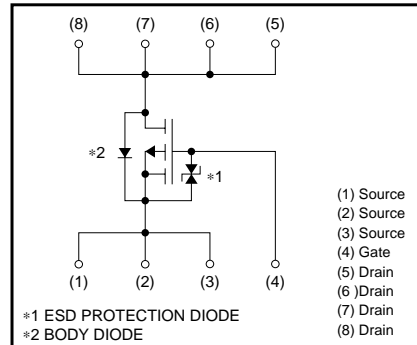 (8) (7) (6) (5)
*2
*1
(1) Source
(2) Source
(3) Source
(4) Gate
(5) Drain
(6 )Drain
(7) Drain
(8) Drain
(1) (2) (3) (4)
*1 ESD PROTECTION DIODE
*2 BODY DIODE